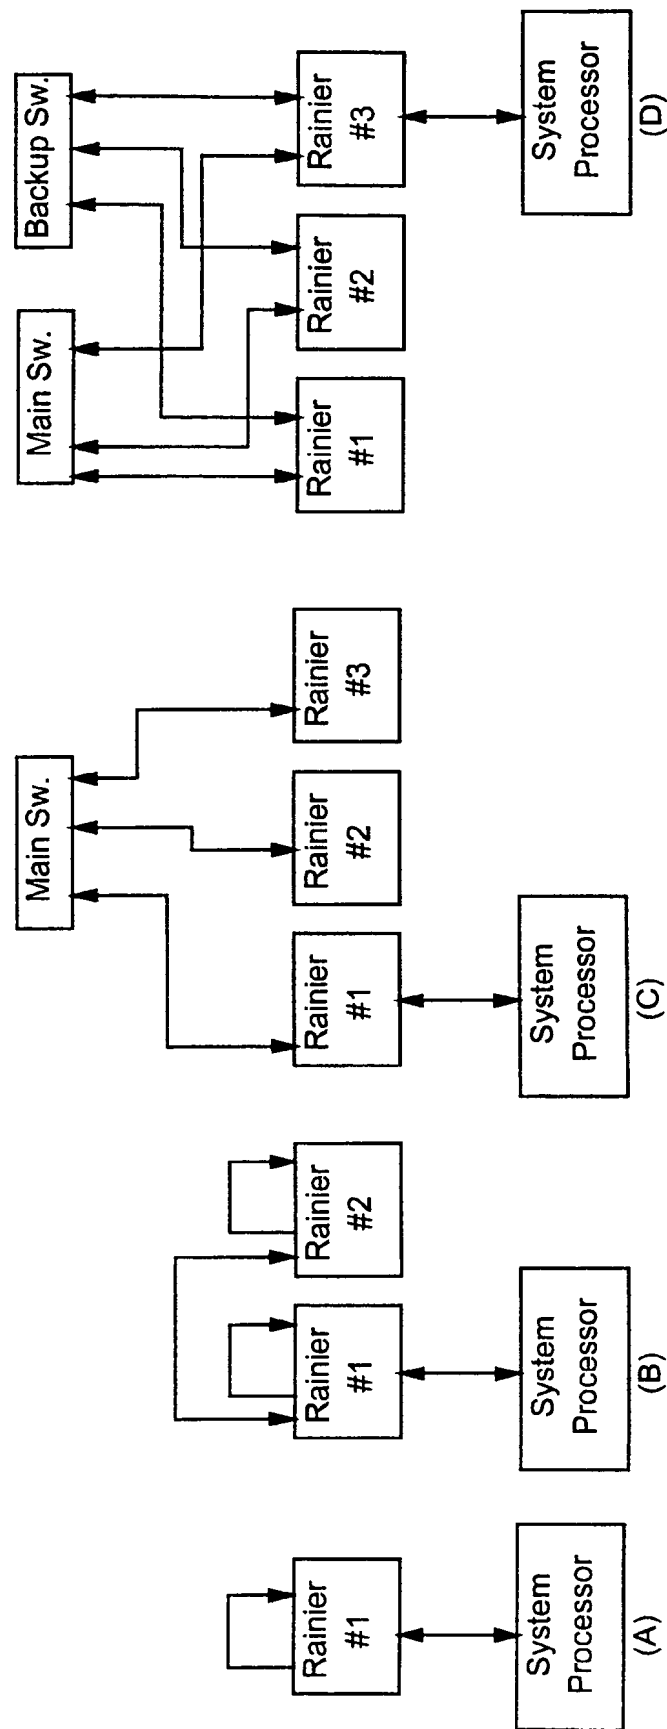 Rainier
#1
System
Processor
(A)
Rainier
#1
Rainier
#2
System
Processor
(B)
Main Sw.
Rainier
#1
Rainier
#2
Rainier
#3
System
Processor
(C)
Main Sw.
Backup Sw.
Rainier
#1
Rainier
#2
Rainier
#3
System
Processor
(D)